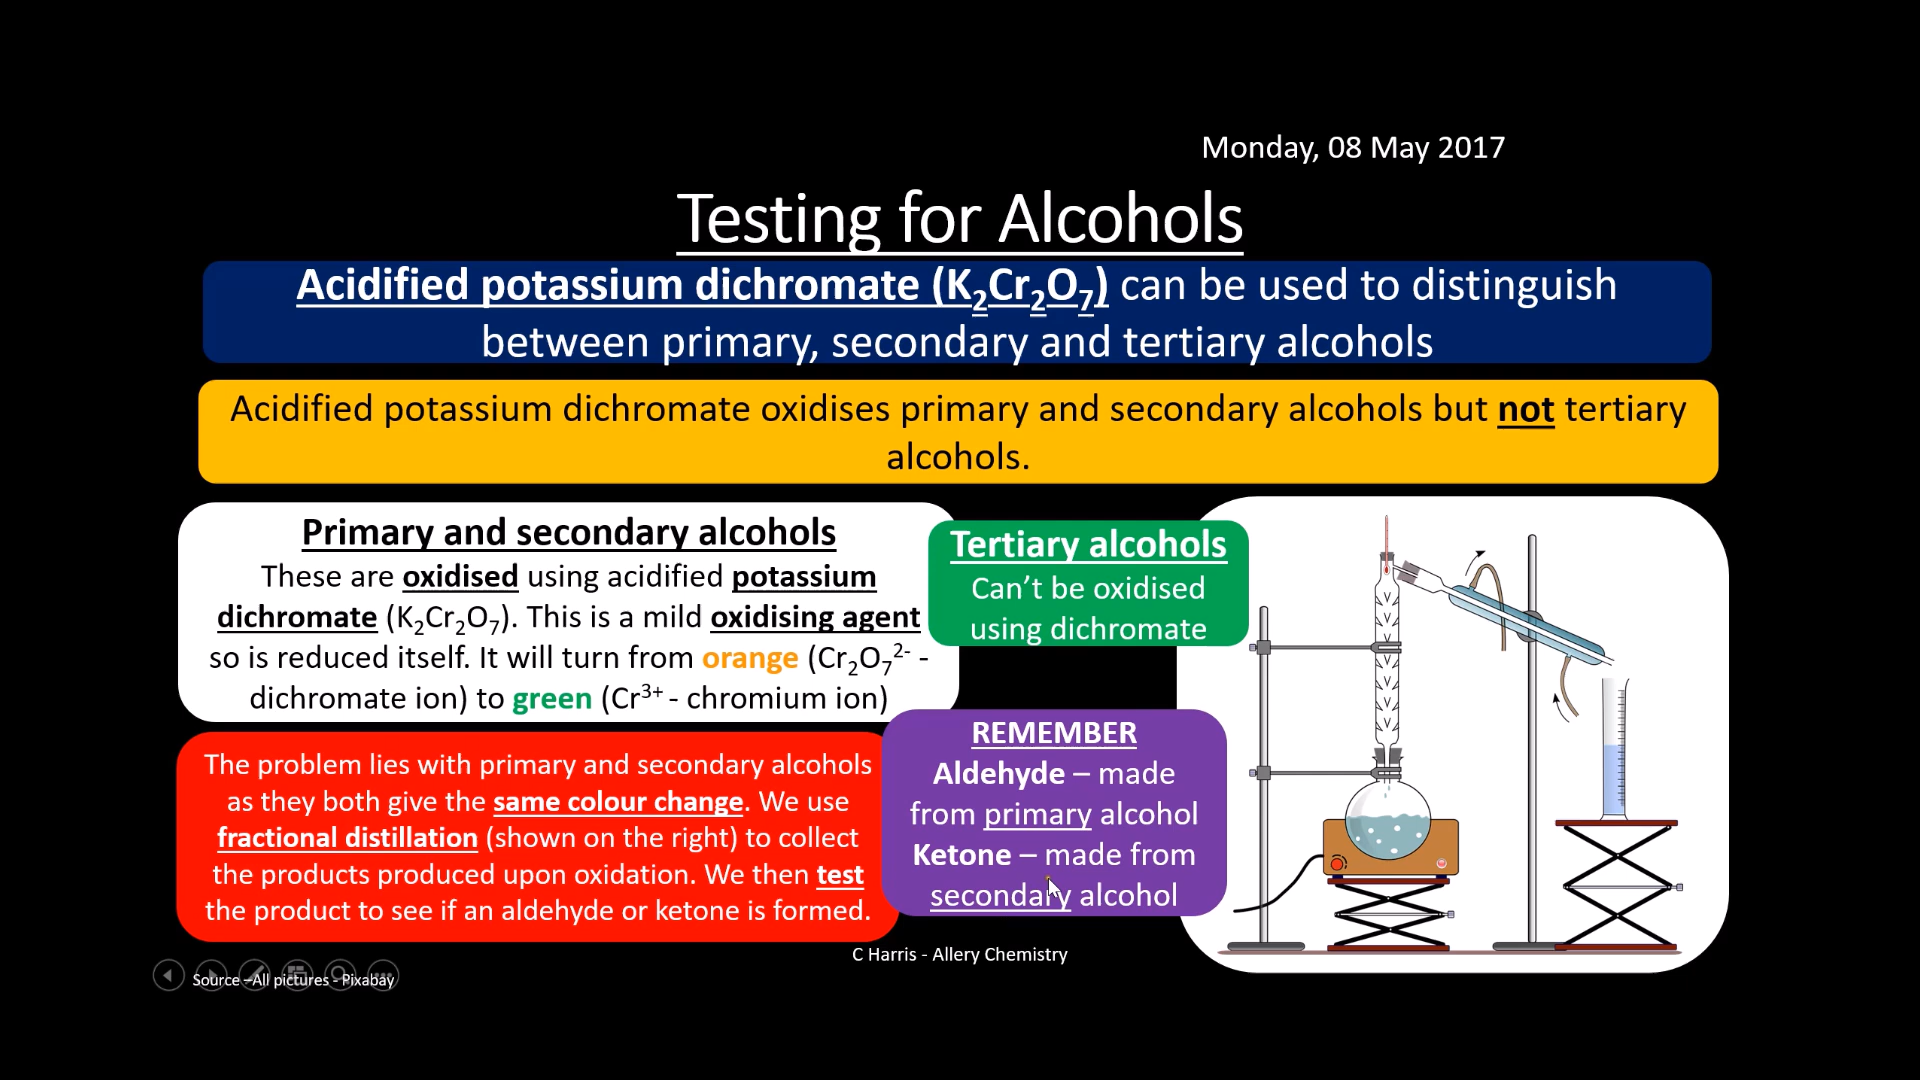 Monday, 08 May 2017
Testing for Alcohols
Acidified potassium dichromate (K₂Cr₂O₇) can be used to distinguish
between primary, secondary and tertiary alcohols
Acidified potassium dichromate oxidises primary and secondary alcohols but not tertiary
alcohols.
Primary and secondary alcohols
These are oxidised using acidified potassium
dichromate (K₂Cr₂O₇). This is a mild oxidising agent
so is reduced itself. It will turn from orange (Cr₂O₇²⁻ -
dichromate ion) to green (Cr³⁺ - chromium ion)
Tertiary alcohols
Can’t be oxidised
using dichromate
The problem lies with primary and secondary alcohols
as they both give the same colour change. We use
fractional distillation (shown on the right) to collect
the products produced upon oxidation. We then test
the product to see if an aldehyde or ketone is formed.
REMEMBER
Aldehyde – made
from primary alcohol
Ketone – made from
secondary alcohol
C Harris - Allery Chemistry
Source –All pictures - Pixabay